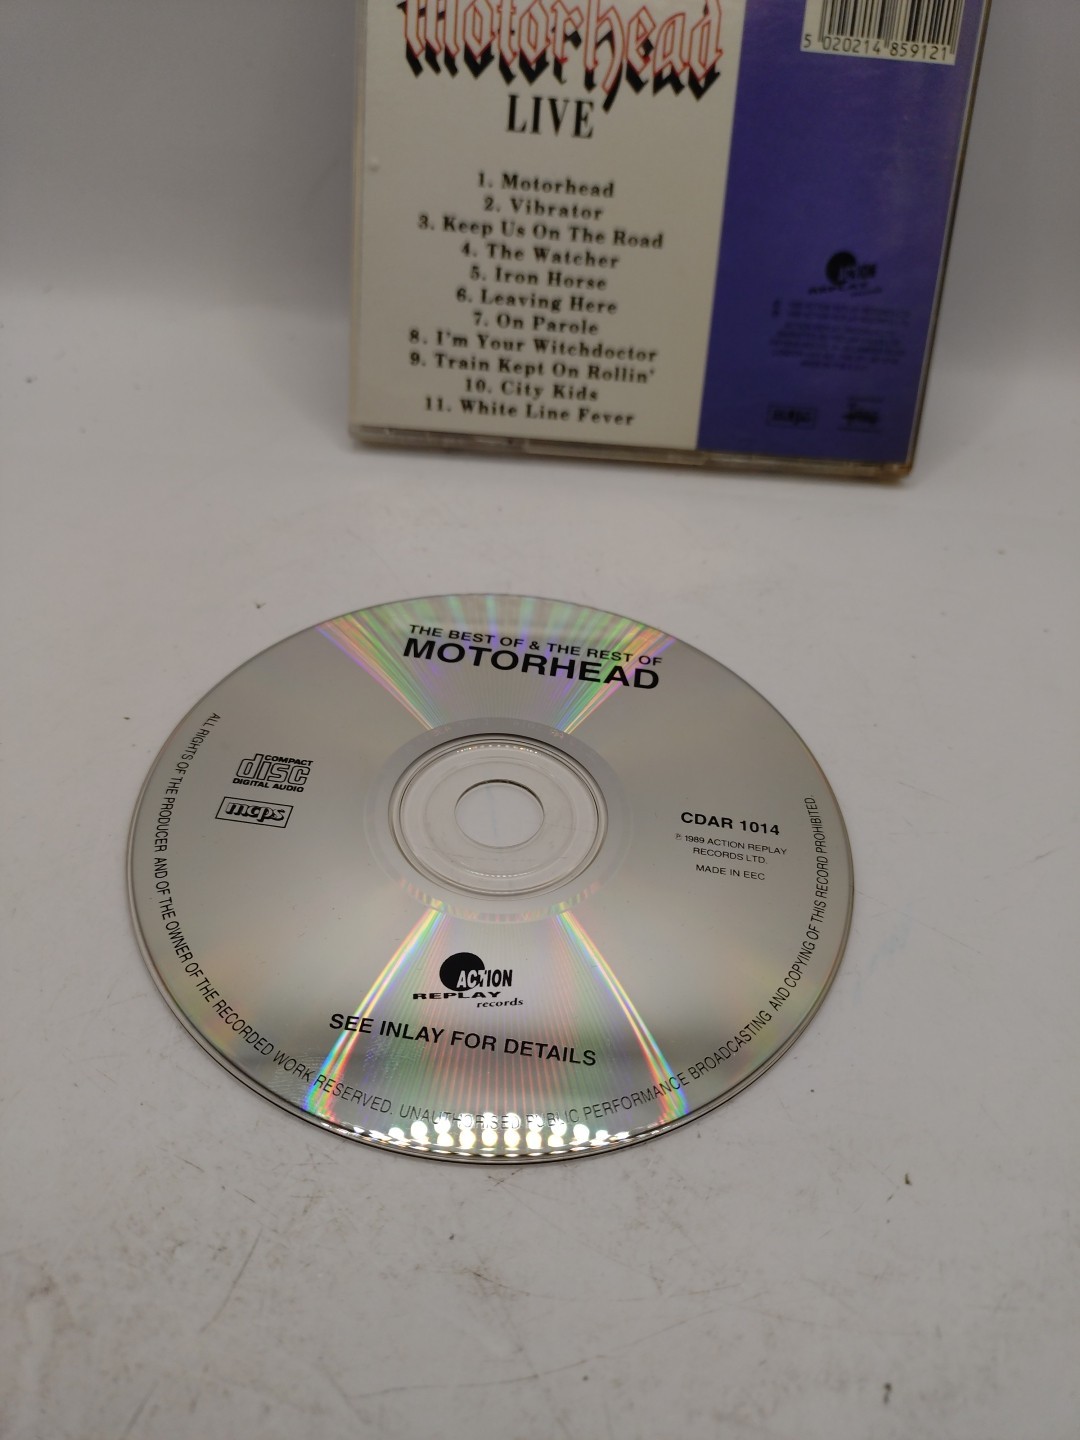 Motorhead
LIVE
1. Motorhead
2. Vibrator
3. Keep Us On The Road
4. The Watcher
5. Iron Horse
6. Leaving Here
7. On Parole
8. I'm Your Witchdoctor
9. Train Kept On Rollin'
10. City Kids
11. White Line Fever
5 020214 859121
ACTION
REPLAY
mcps
THE BEST OF & THE REST OF
MOTORHEAD
COMPACT
disc
DIGITAL AUDIO
mcps
CDAR 1014
℗ 1989 ACTION REPLAY
RECORDS LTD.
MADE IN EEC
ACTION
REPLAY
records
SEE INLAY FOR DETAILS
ALL RIGHTS OF THE PRODUCER AND OF THE OWNER OF THE RECORDED WORK RESERVED. UNAUTHORISED PUBLIC PERFORMANCE BROADCASTING AND COPYING OF THIS RECORD PROHIBITED.